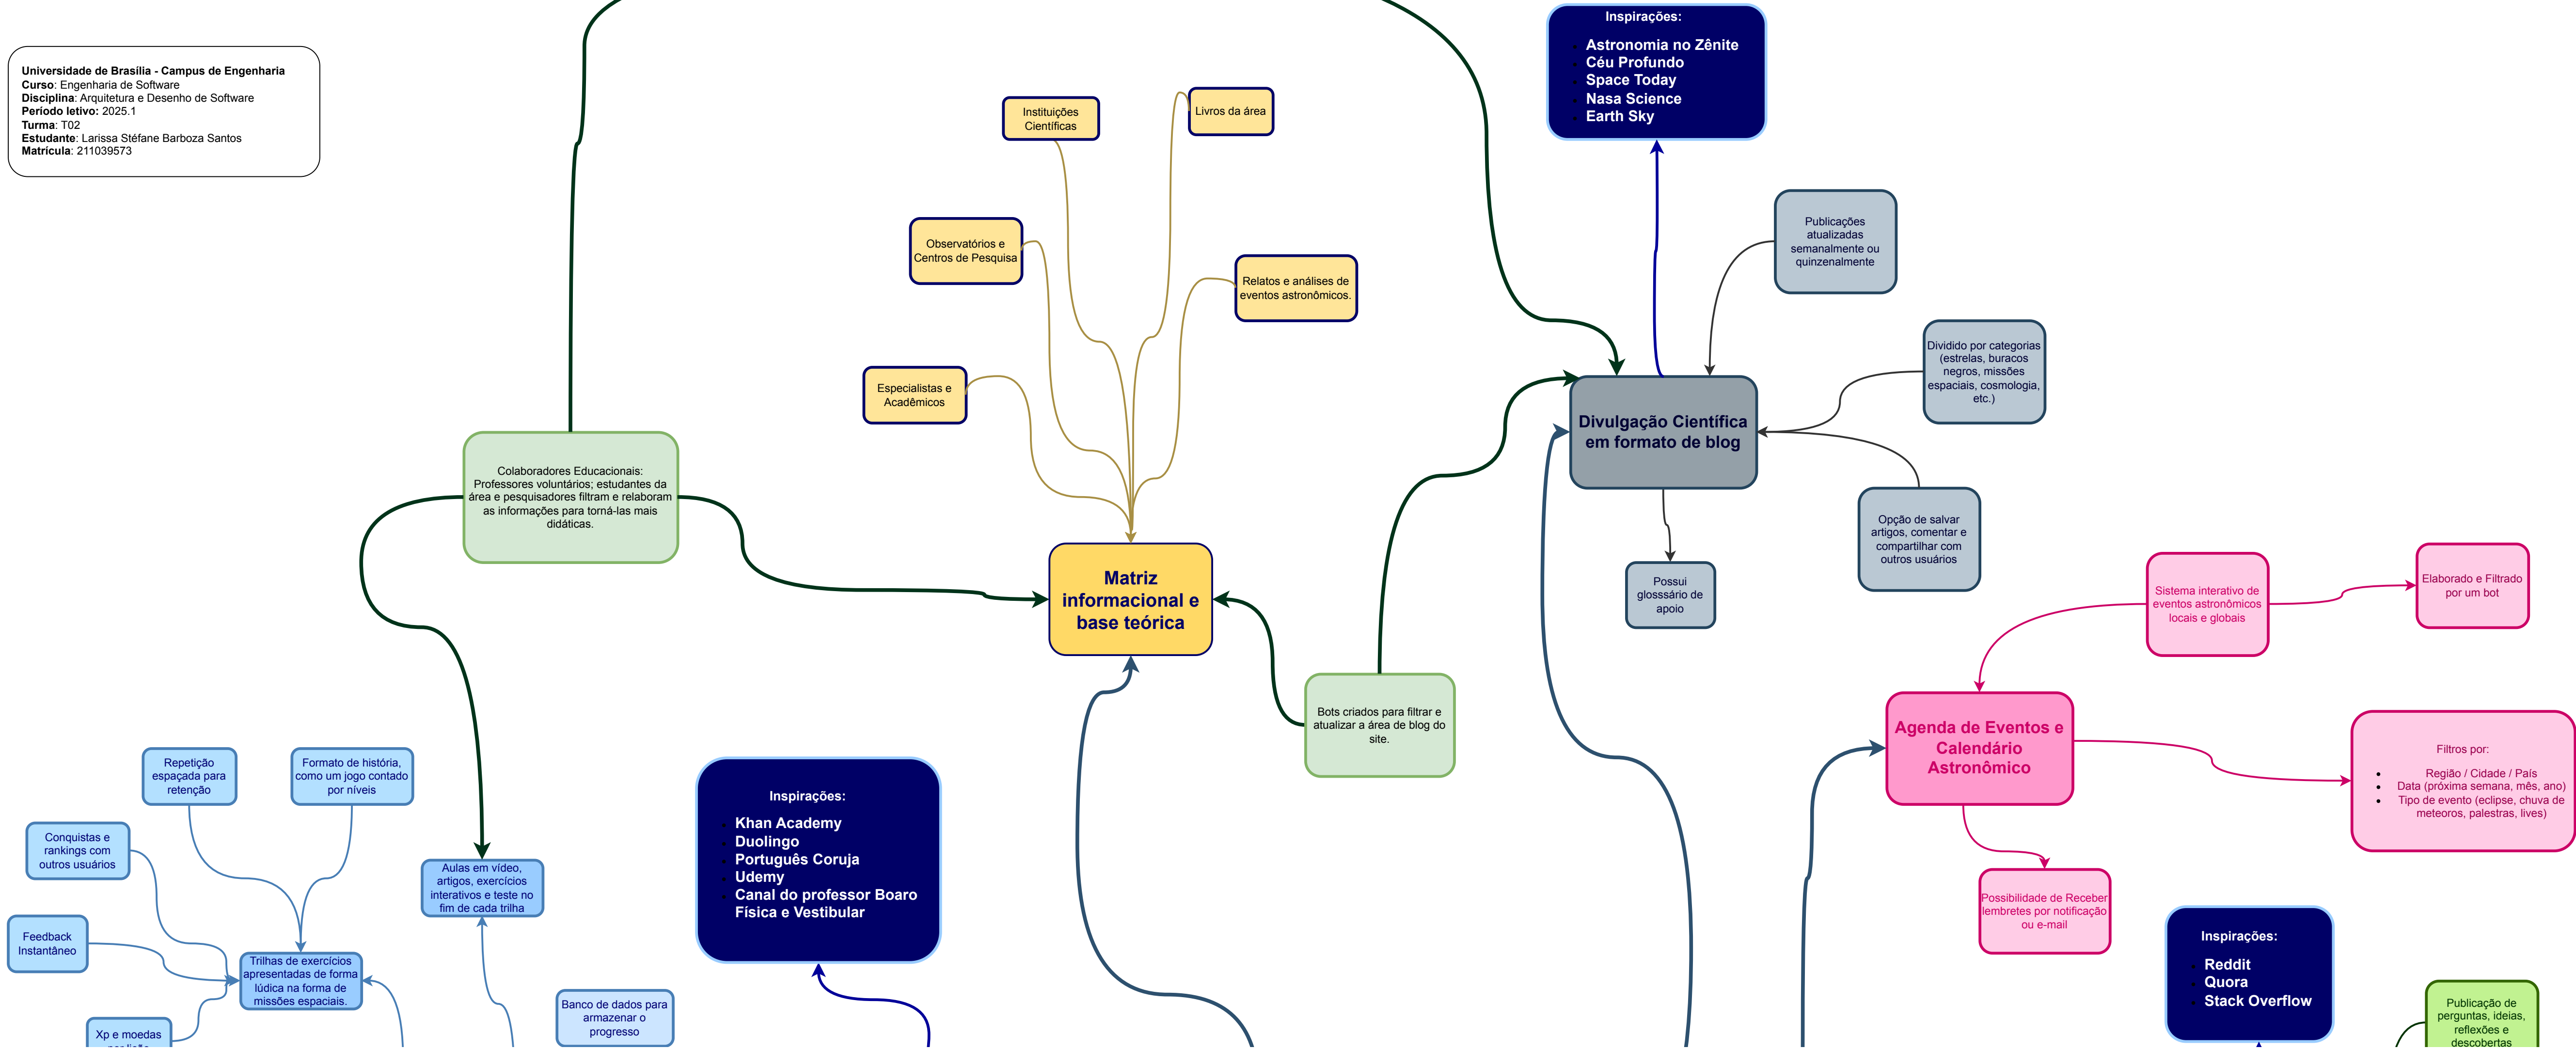 Universidade de Brasília - Campus de Engenharia
Curso: Engenharia de Software
Disciplina: Arquitetura e Desenho de Software
Período letivo: 2025.1
Turma: T02
Estudante: Larissa Stéfane Barboza Santos
Matrícula: 211039573
Inspirações:
Astronomia no Zênite
Céu Profundo
Space Today
Nasa Science
Earth Sky
Instituições
Científicas
Livros da área
Observatórios e
Centros de Pesquisa
Relatos e análises de
eventos astronômicos.
Especialistas e
Acadêmicos
Publicações
atualizadas
semanalmente ou
quinzenalmente
Dividido por categorias
(estrelas, buracos
negros, missões
espaciais, cosmologia,
etc.)
Divulgação Científica
em formato de blog
Opção de salvar
artigos, comentar e
compartilhar com
outros usuários
Possui
glosssário de
apoio
Colaboradores Educacionais:
Professores voluntários; estudantes da
área e pesquisadores filtram e relaboram
as informações para torná-las mais
didáticas.
Matriz
informacional e
base teórica
Bots criados para filtrar e
atualizar a área de blog do
site.
Sistema interativo de
eventos astronômicos
locais e globais
Elaborado e Filtrado
por um bot
Agenda de Eventos e
Calendário
Astronômico
Filtros por:
Região / Cidade / País
Data (próxima semana, mês, ano)
Tipo de evento (eclipse, chuva de
meteoros, palestras, lives)
Possibilidade de Receber
lembretes por notificação
ou e-mail
Repetição
espaçada para
retenção
Formato de história,
como um jogo contado
por níveis
Conquistas e
rankings com
outros usuários
Feedback
Instantâneo
Trilhas de exercícios
apresentadas de forma
lúdica na forma de
missões espaciais.
Xp e moedas
Aulas em vídeo,
artigos, exercícios
interativos e teste no
fim de cada trilha
Banco de dados para
armazenar o
progresso
Inspirações:
Khan Academy
Duolingo
Português Coruja
Udemy
Canal do professor Boaro
Física e Vestibular
Inspirações:
Reddit
Quora
Stack Overflow
Publicação de
perguntas, ideias,
reflexões e
descobertas